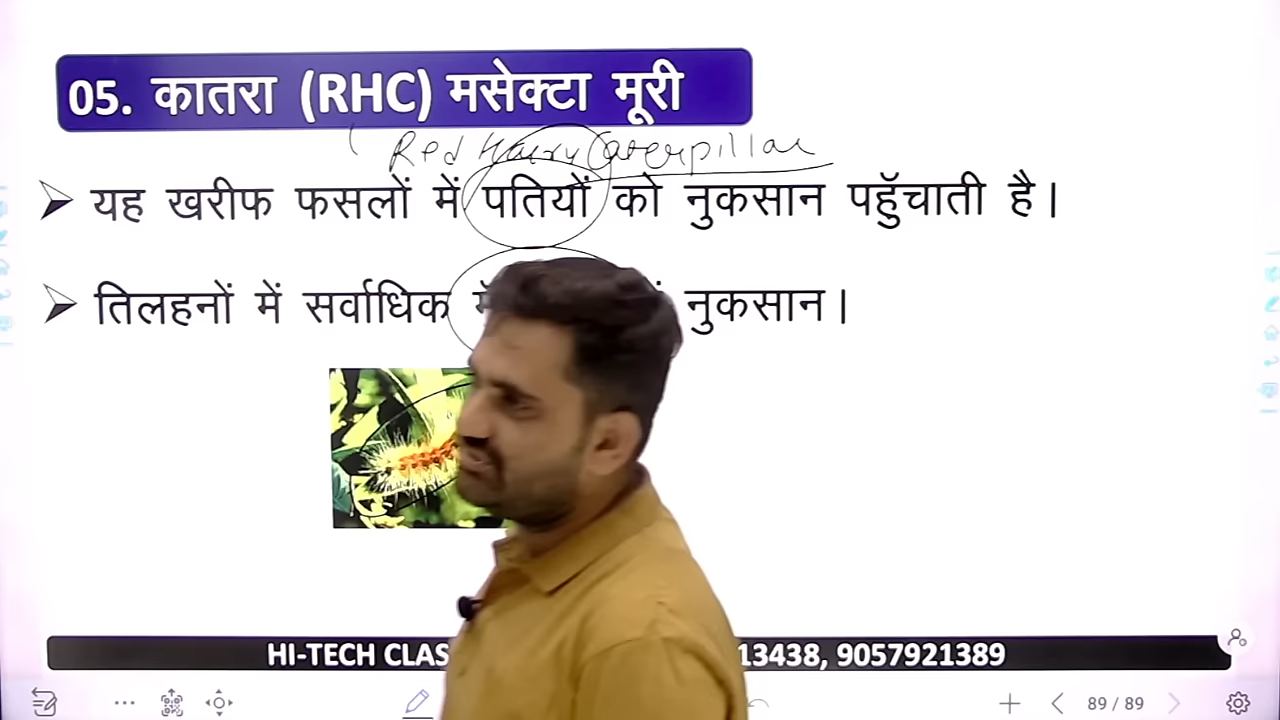 05. कातरा (RHC) मसेक्टा मूरी
Red Hairy Caterpillar
यह खरीफ फसलों में पतियों को नुकसान पहुॅचाती है।
तिलहनों में सर्वाधिक नुकसान।
HI-TECH CLAS 13438, 9057921389
89 / 89